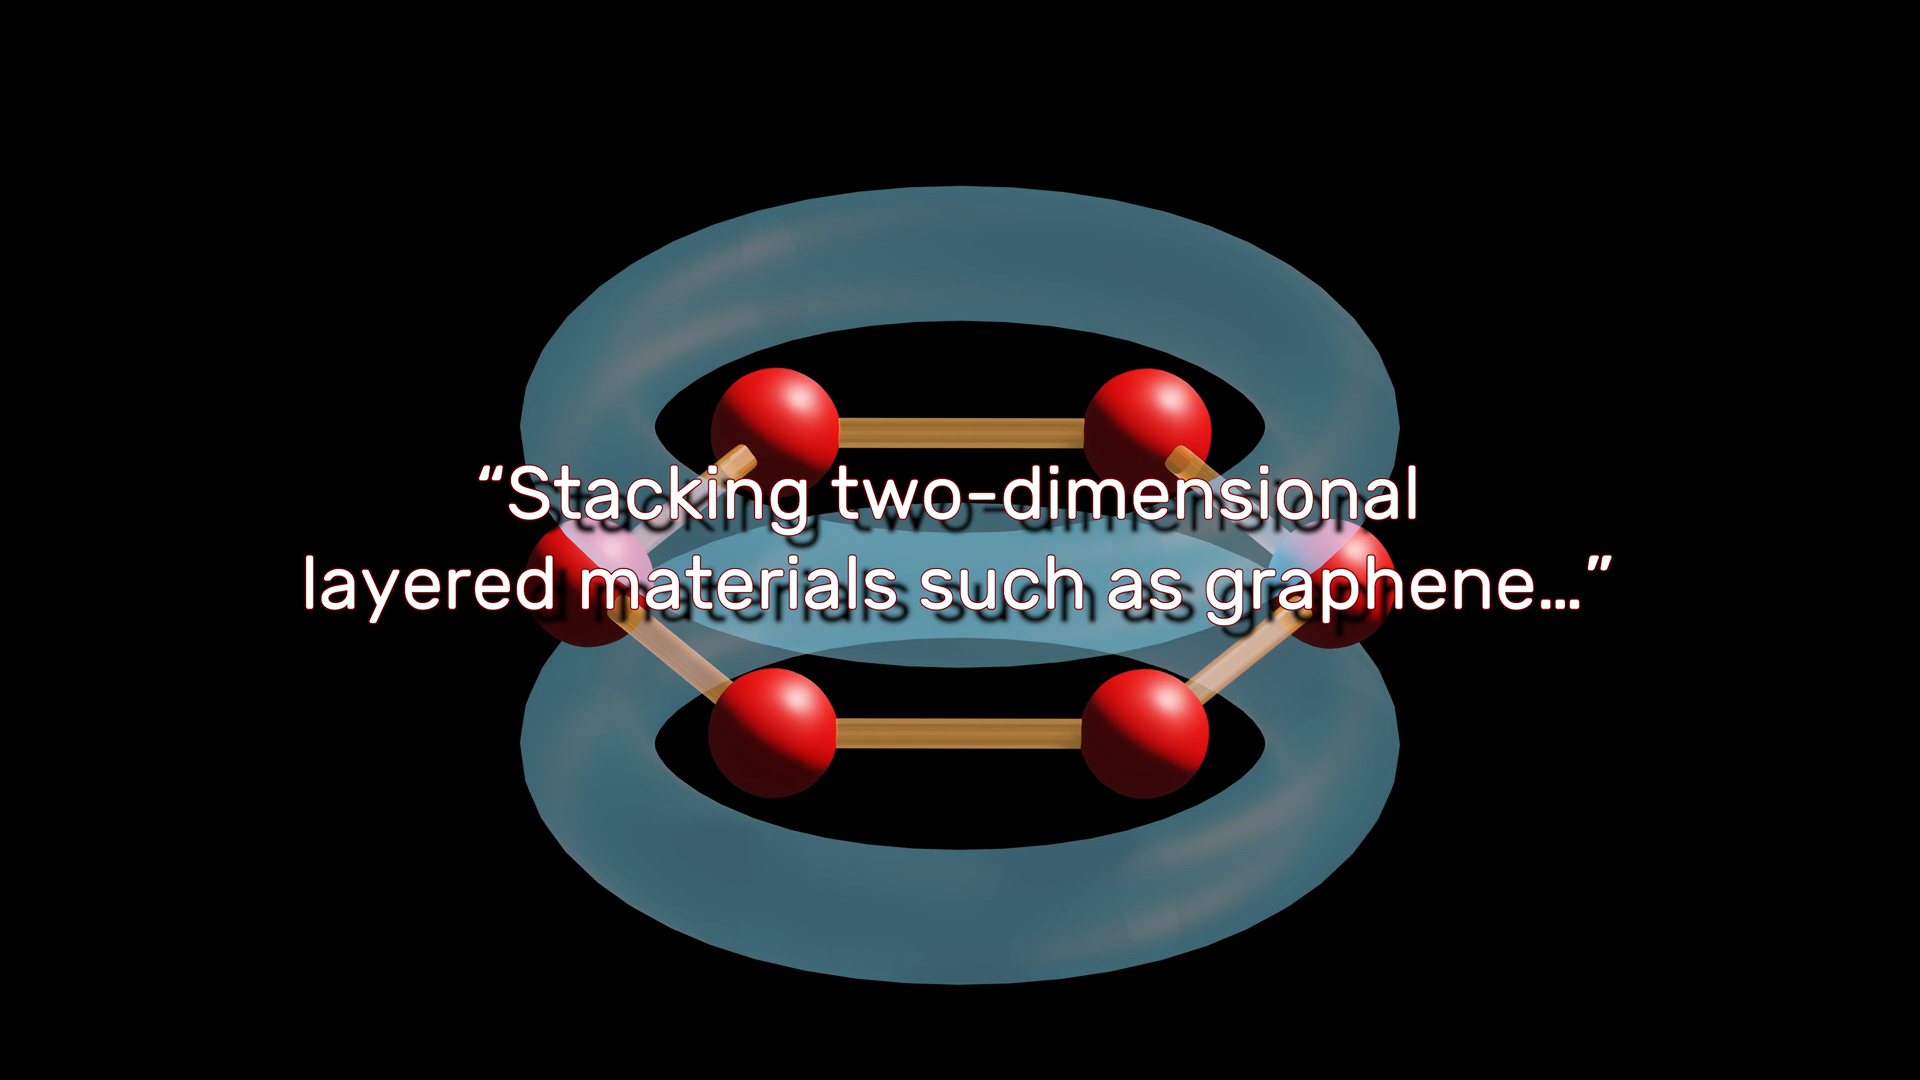 “Stacking two-dimensional
layered materials such as graphene…”